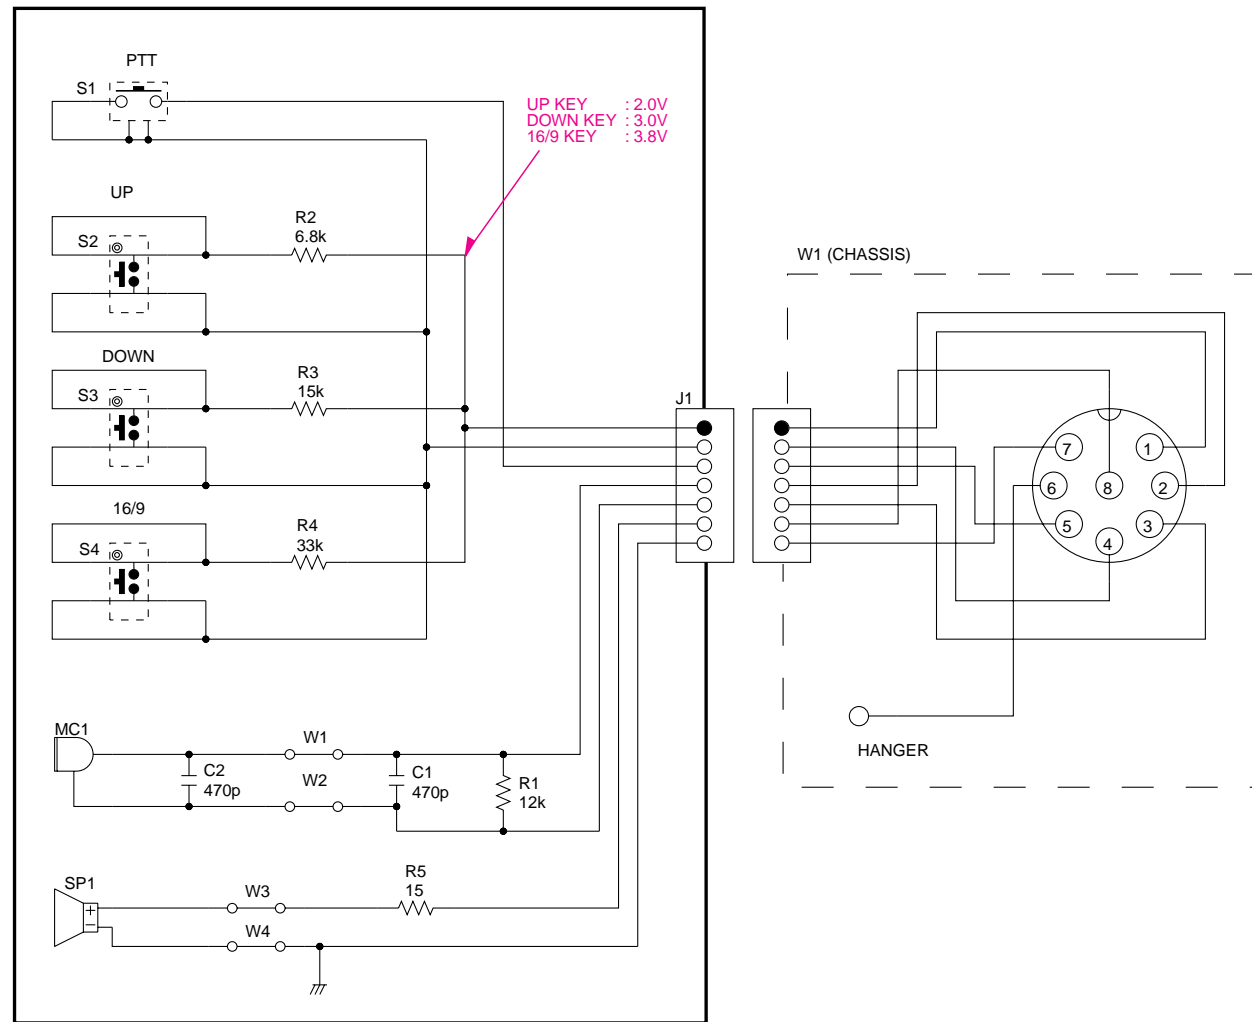 PTT
S1
UP KEY : 2.0V
DOWN KEY : 3.0V
16/9 KEY : 3.8V
UP
R2
S2
6.8k
W1 (CHASSIS)
DOWN
R3
S3
15k
J1
7
1
6
8
2
5
3
4
16/9
R4
S4
33k
MC1
W1
C2
470p
W2
C1
470p
R1
12k
HANGER
SP1
R5
W3
15
+
−
W4